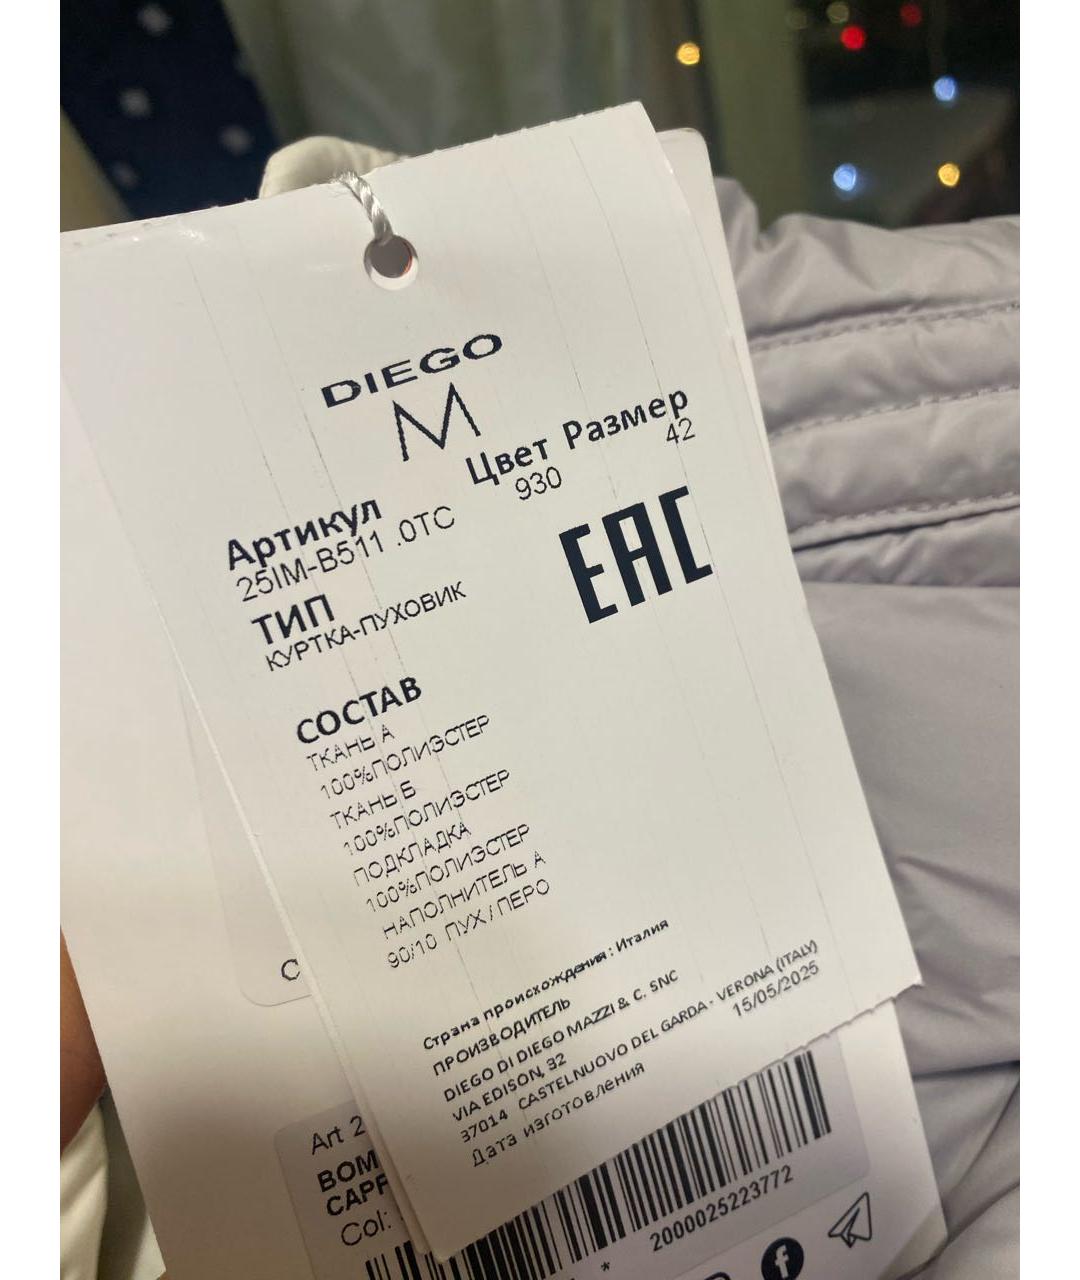 DIEGO
M
Артикул Цвет Размер
25IM-B511 .0TC 930 42
ТИП
КУРТКА-ПУХОВИК
EAC
СОСТАВ
ТКАНЬ А
100%ПОЛИЭСТЕР
ТКАНЬ Б
100%ПОЛИЭСТЕР
ПОДКЛАДКА
100%ПОЛИЭСТЕР
НАПОЛНИТЕЛЬ А
90/10 ПУХ / ПЕРО
Страна происхождения : Италия
ПРОИЗВОДИТЕЛЬ
DIEGO DI DIEGO MAZZI & C. SNC
VIA EDISON, 32
37014 CASTELNUOVO DEL GARDA - VERONA (ITALY)
Дата изготовления 15/05/2025
C
Art 2
BOM
CAPP
Col:
2000025223772
*
f